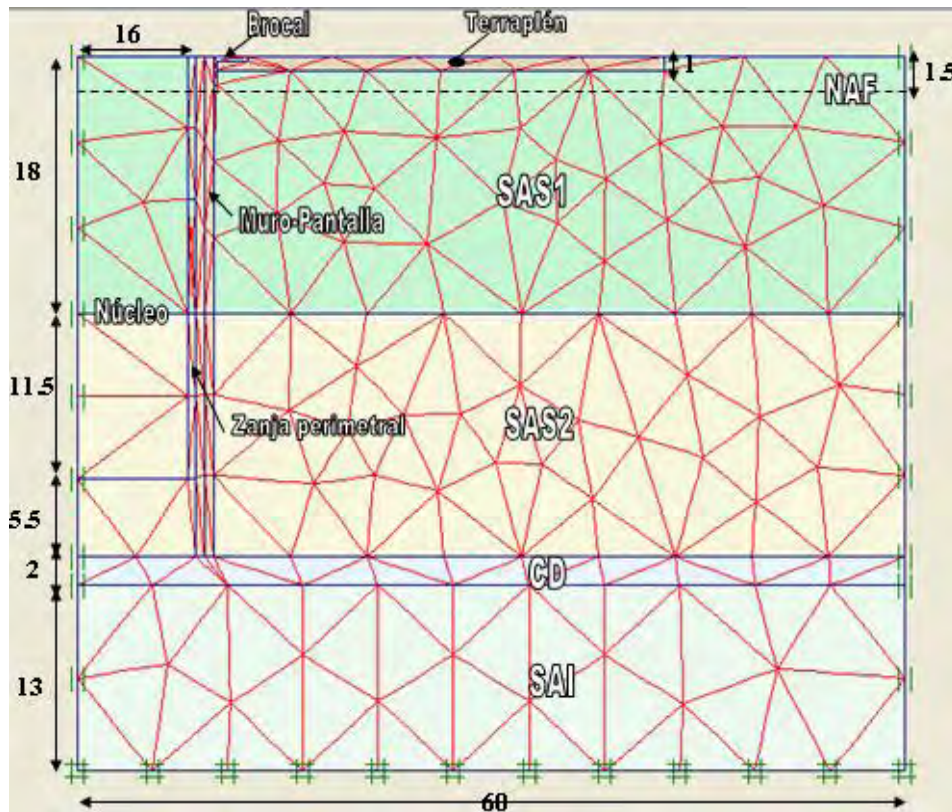 16
Brocal
Terraplén
1
1.5
NAF
18
SAS1
Muro-Pantalla
Núcleo
11.5
Zanja perimetral
SAS2
5.5
2
CD
13
SAI
60